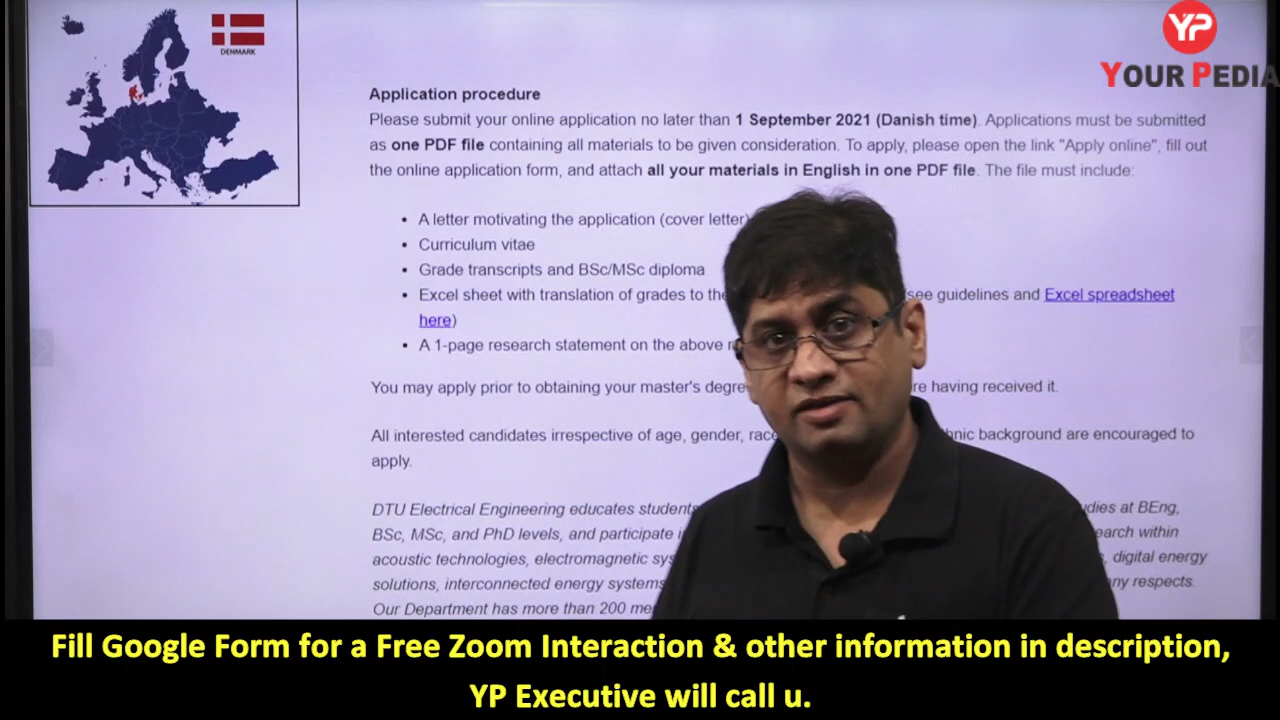 DENMARK
YP
YOUR PEDIA
Application procedure
Please submit your online application no later than 1 September 2021 (Danish time). Applications must be submitted
as one PDF file containing all materials to be given consideration. To apply, please open the link "Apply online", fill out
the online application form, and attach all your materials in English in one PDF file. The file must include:
• A letter motivating the application (cover letter)
• Curriculum vitae
• Grade transcripts and BSc/MSc diploma
• Excel sheet with translation of grades to the see guidelines and Excel spreadsheet
here)
• A 1-page research statement on the above
You may apply prior to obtaining your master's degre re having received it.
All interested candidates irrespective of age, gender, race hnic background are encouraged to
apply.
DTU Electrical Engineering educates students udies at BEng,
BSc, MSc, and PhD levels, and participate i earch within
acoustic technologies, electromagnetic sys , digital energy
solutions, interconnected energy systems any respects.
Our Department has more than 200 me
Fill Google Form for a Free Zoom Interaction & other information in description,
YP Executive will call u.